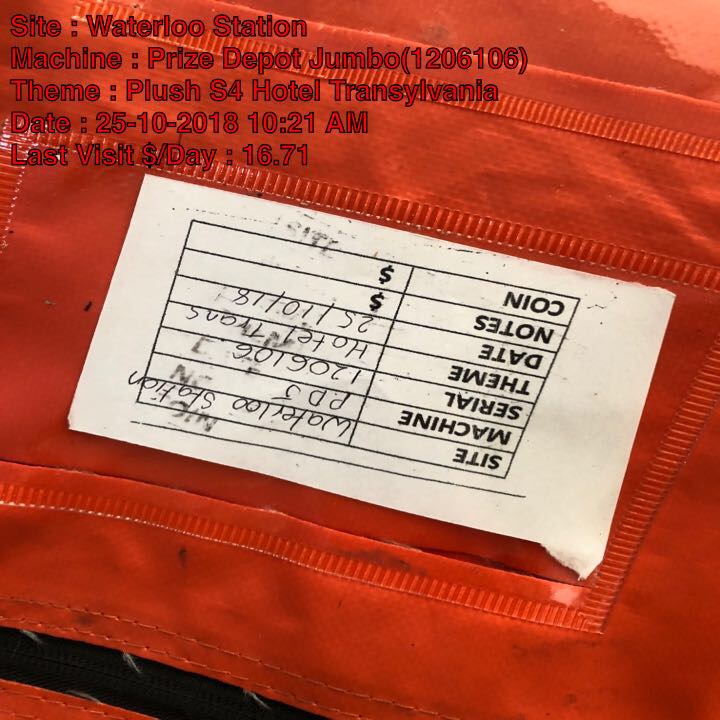 Site : Waterloo Station
Machine : Prize Depot Jumbo(1206106)
Theme : Plush S4 Hotel Transylvania
Date : 25-10-2018 10:21 AM
Last Visit $/Day : 16.71
SITE Waterloo Station
MACHINE PDJ
SERIAL 1206106
THEME Hotel Trans
DATE 25/10/18
NOTES $
COIN $
SITE